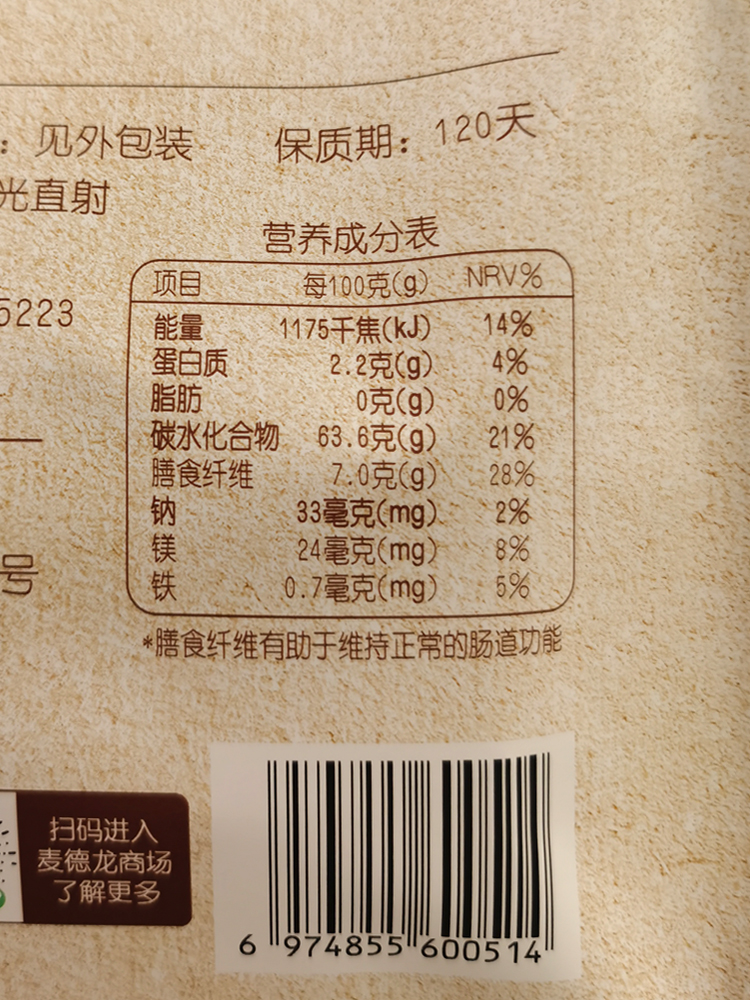 ：见外包装 保质期：120天
光直射
营养成分表
项目 每100克(g) NRV%
5223
能量 1175千焦(kJ) 14%
蛋白质 2.2克(g) 4%
脂肪 0克(g) 0%
碳水化合物 63.6克(g) 21%
膳食纤维 7.0克(g) 28%
钠 33毫克(mg) 2%
镁 24毫克(mg) 8%
号
铁 0.7毫克(mg) 5%
*膳食纤维有助于维持正常的肠道功能
扫码进入
麦德龙商场
了解更多
6 974855 600514